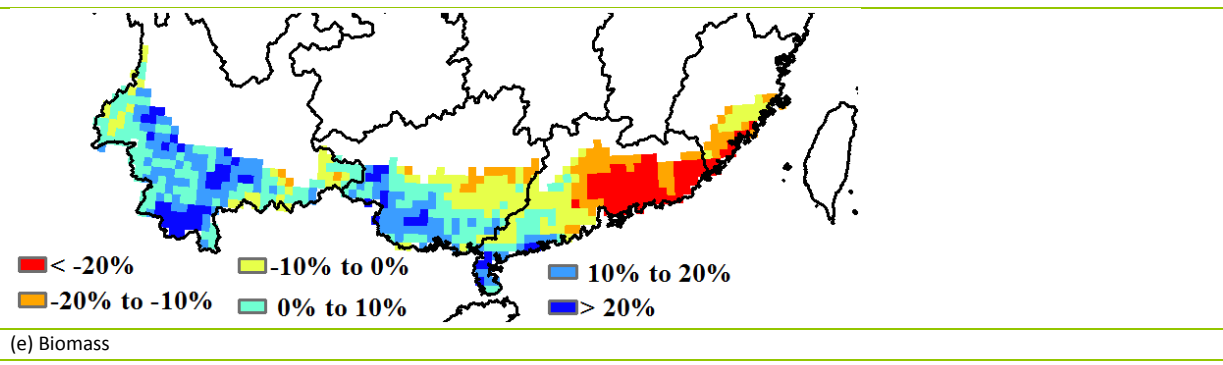 < -20% -10% to 0% 10% to 20%
-20% to -10% 0% to 10% > 20%
(e) Biomass